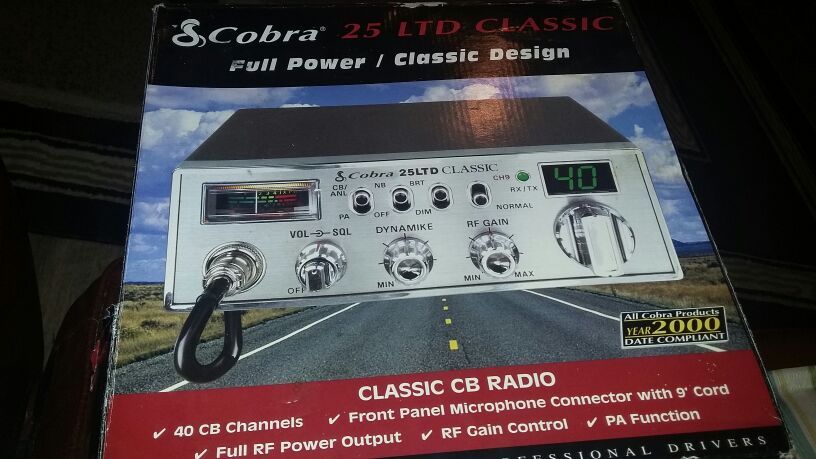 Cobra® 25 LTD CLASSIC
Full Power / Classic Design
Cobra 25LTD CLASSIC
CB/ANL NB BRT CH9
PA OFF DIM NORMAL
RX/TX
40
VOL SQL DYNAMIKE RF GAIN
OFF MIN MIN MAX
All Cobra Products
YEAR 2000
DATE COMPLIANT
CLASSIC CB RADIO
✓ 40 CB Channels ✓ Front Panel Microphone Connector with 9' Cord
✓ Full RF Power Output ✓ RF Gain Control ✓ PA Function
DRIVERS